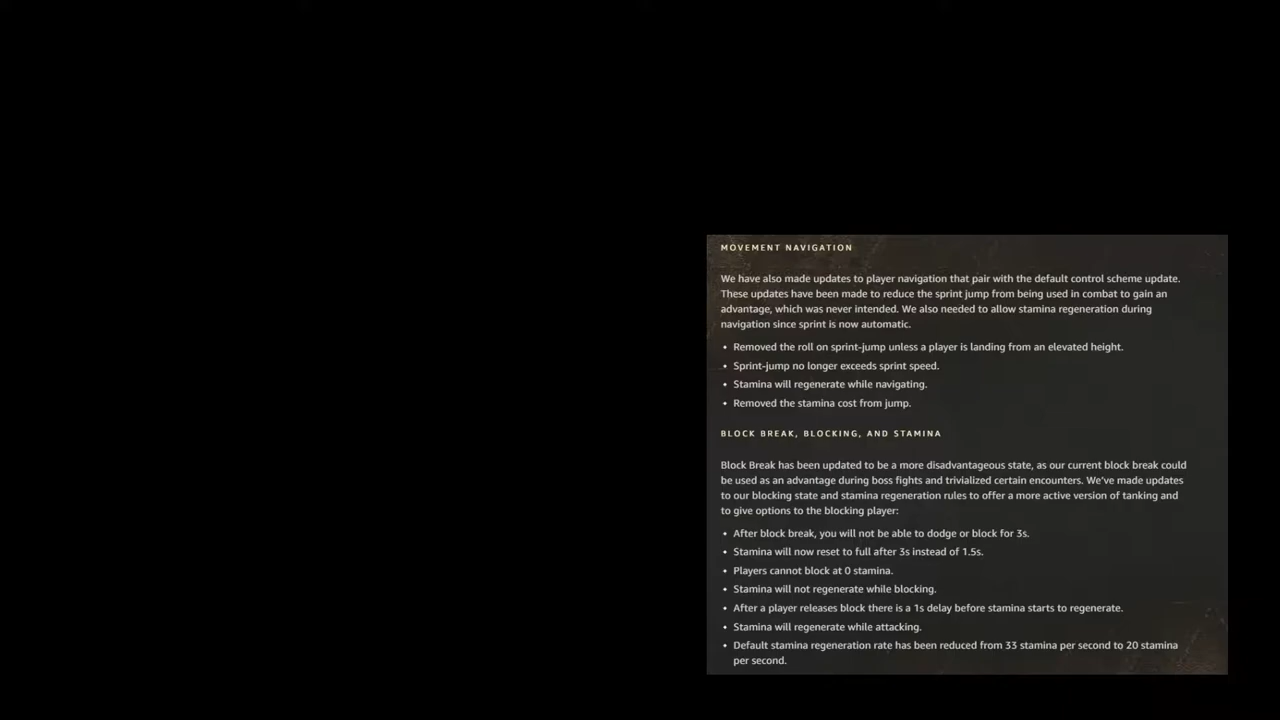 MOVEMENT NAVIGATION
We have also made updates to player navigation that pair with the default control scheme update.
These updates have been made to reduce the sprint jump from being used in combat to gain an
advantage, which was never intended. We also needed to allow stamina regeneration during
navigation since sprint is now automatic.
• Removed the roll on sprint-jump unless a player is landing from an elevated height.
• Sprint-jump no longer exceeds sprint speed.
• Stamina will regenerate while navigating.
• Removed the stamina cost from jump.
BLOCK BREAK, BLOCKING, AND STAMINA
Block Break has been updated to be a more disadvantageous state, as our current block break could
be used as an advantage during boss fights and trivialized certain encounters. We've made updates
to our blocking state and stamina regeneration rules to offer a more active version of tanking and
to give options to the blocking player:
• After block break, you will not be able to dodge or block for 3s.
• Stamina will now reset to full after 3s instead of 1.5s.
• Players cannot block at 0 stamina.
• Stamina will not regenerate while blocking.
• After a player releases block there is a 1s delay before stamina starts to regenerate.
• Stamina will regenerate while attacking.
• Default stamina regeneration rate has been reduced from 33 stamina per second to 20 stamina
per second.